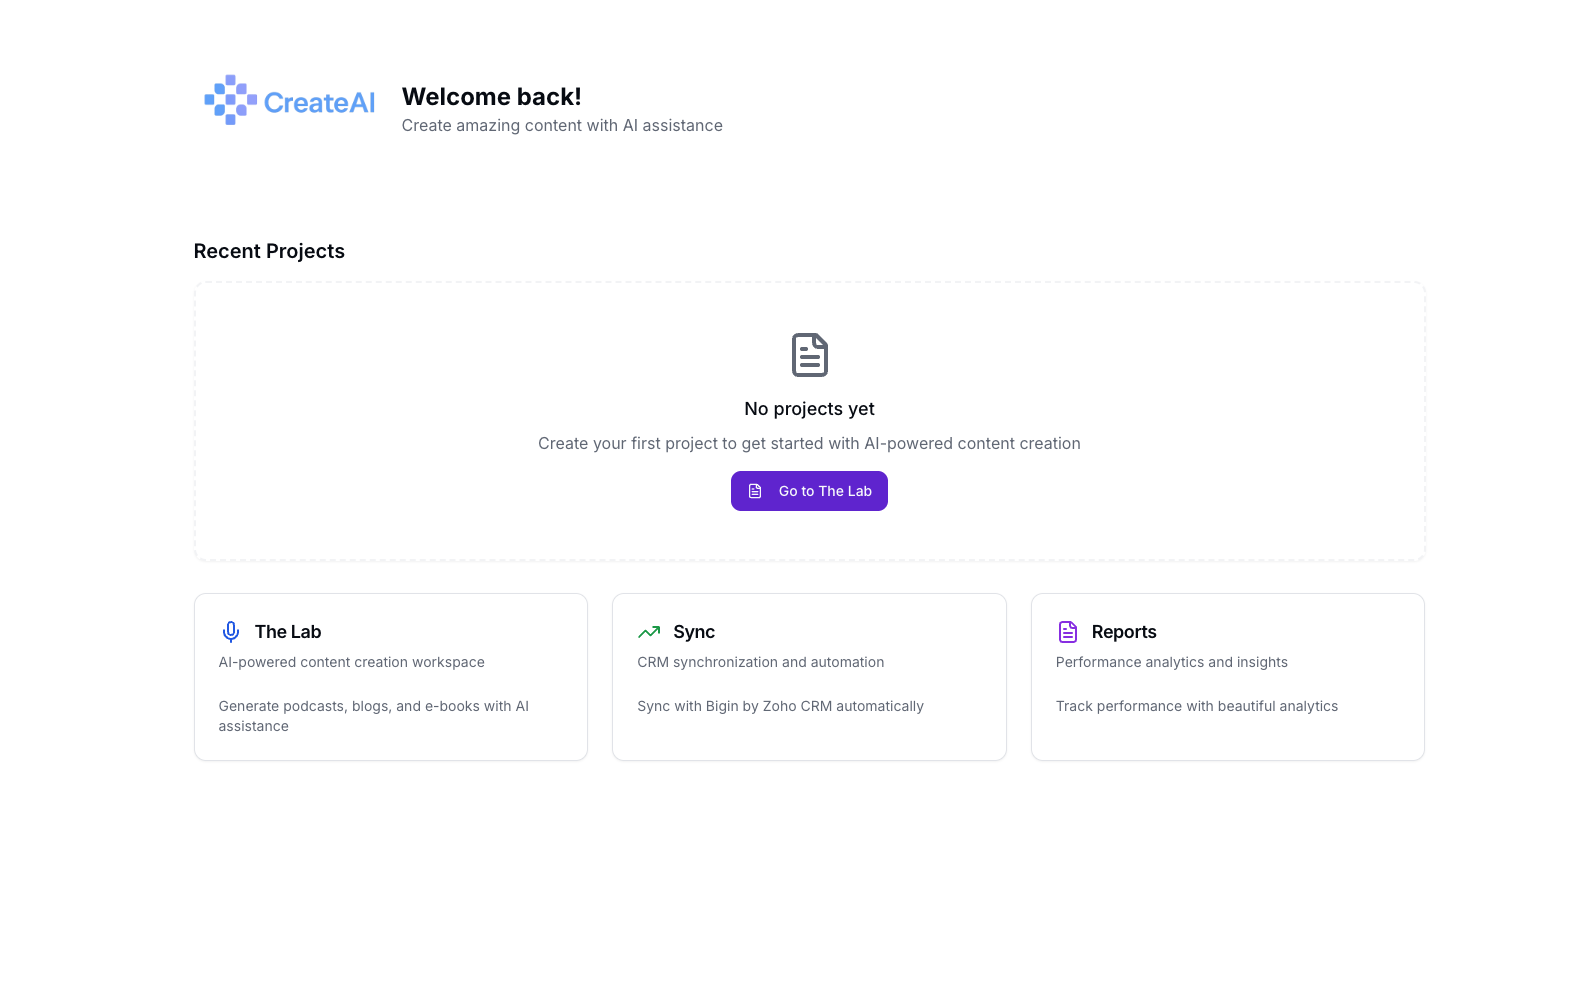 CreateAI
Welcome back!
Create amazing content with AI assistance
Recent Projects
No projects yet
Create your first project to get started with AI-powered content creation
Go to The Lab
The Lab
AI-powered content creation workspace
Generate podcasts, blogs, and e-books with AI
assistance
Sync
CRM synchronization and automation
Sync with Bigin by Zoho CRM automatically
Reports
Performance analytics and insights
Track performance with beautiful analytics